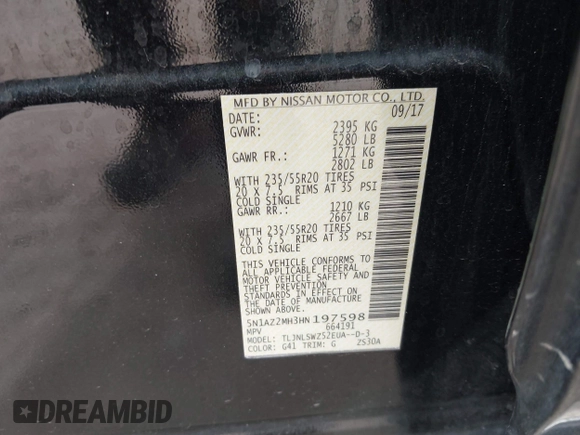 MFD BY NISSAN MOTOR CO., LTD.
DATE: 09/17
GVWR: 2395 KG
5280 LB
GAWR FR.: 1271 KG
2802 LB
WITH 235/55R20 TIRES
20 X 7.5 RIMS AT 35 PSI
COLD SINGLE
GAWR RR.: 1210 KG
2667 LB
WITH 235/55R20 TIRES
20 X 7.5 RIMS AT 35 PSI
COLD SINGLE
THIS VEHICLE CONFORMS TO
ALL APPLICABLE FEDERAL
MOTOR VEHICLE SAFETY AND
THEFT PREVENTION
STANDARDS IN EFFECT ON
THE DATE OF MANUFACTURE
SHOWN ABOVE.
5N1AZ2MH3HN197598
MPV 664191
MODEL: TLJNLSWZ52EUA--D-3
COLOR: G41 TRIM: G ZS30A
DREAMBID